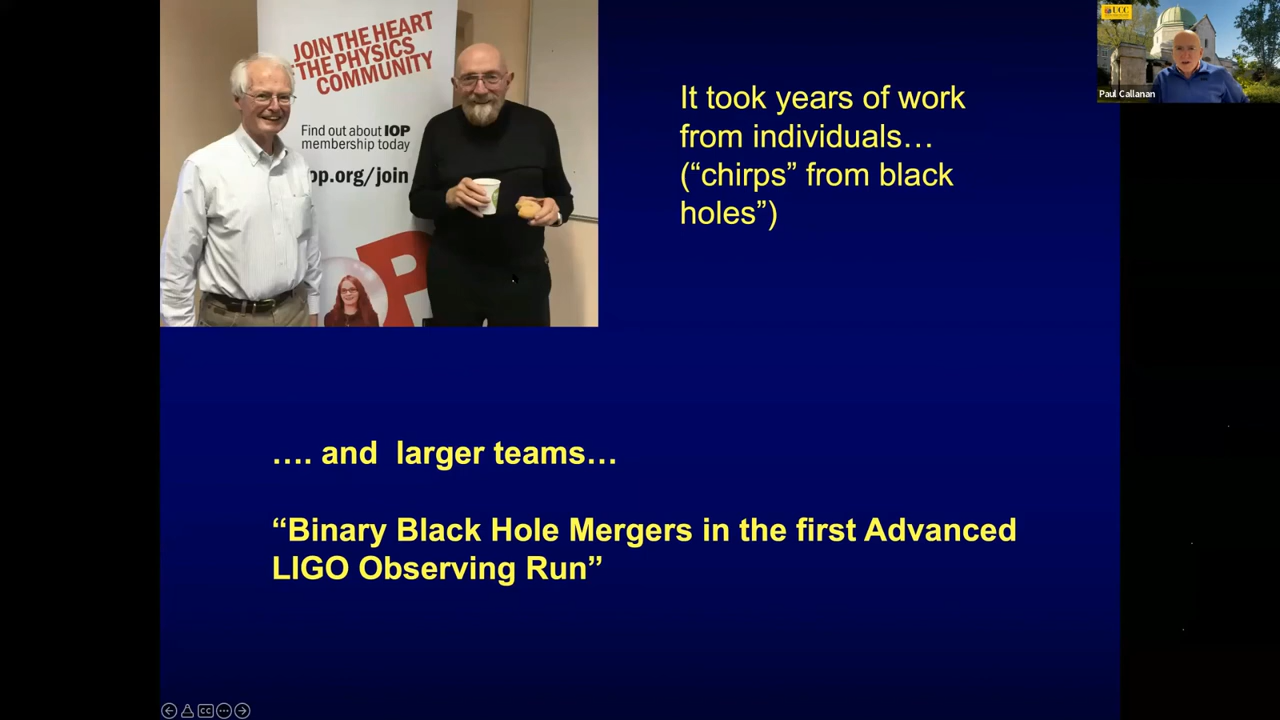 JOIN THE HEART
THE PHYSICS
COMMUNITY
Find out about IOP
membership today
op.org/join
P
It took years of work
from individuals…
(“chirps” from black
holes”)
UCC
Paul Callanan
…. and larger teams…
“Binary Black Hole Mergers in the first Advanced
LIGO Observing Run”
CC